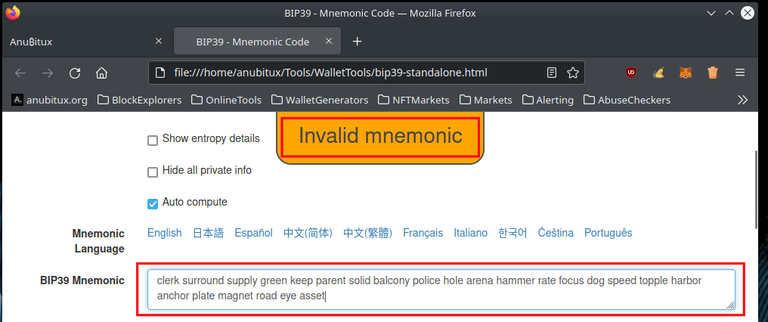 BIP39 - Mnemonic Code — Mozilla Firefox
Anu₿itux
BIP39 - Mnemonic Code
file:///home/anubitux/Tools/WalletTools/bip39-standalone.html
anubitux.org BlockExplorers OnlineTools WalletGenerators NFTMarkets Markets Alerting AbuseCheckers
Invalid mnemonic
Show entropy details
Hide all private info
Auto compute
Mnemonic
Language
English 日本語 Español 中文(简体) 中文(繁體) Français Italiano 한국어 Čeština Português
BIP39 Mnemonic
clerk surround supply green keep parent solid balcony police hole arena hammer rate focus dog speed topple harbor
anchor plate magnet road eye asset